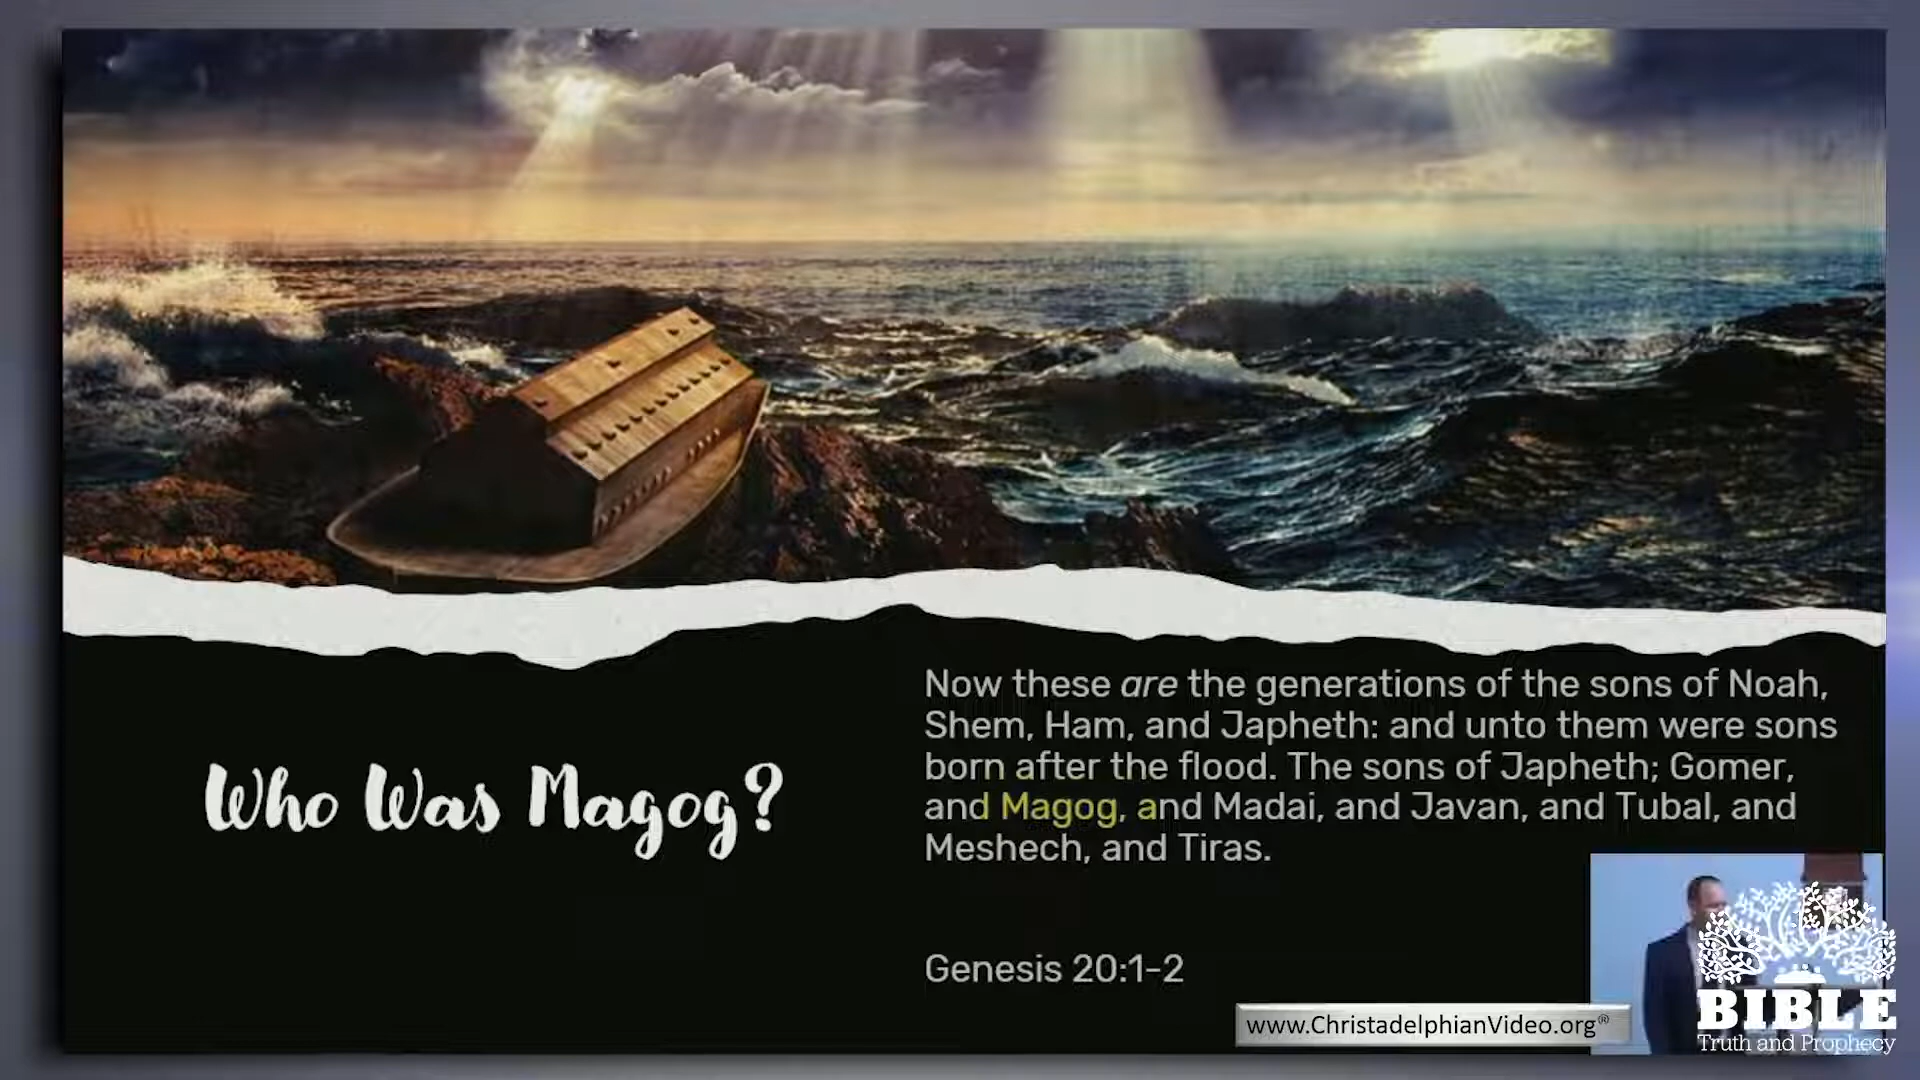 Who Was Magog?
Now these are the generations of the sons of Noah,
Shem, Ham, and Japheth: and unto them were sons
born after the flood. The sons of Japheth; Gomer,
and Magog, and Madai, and Javan, and Tubal, and
Meshech, and Tiras.
Genesis 20:1-2
www.ChristadelphianVideo.org®
BIBLE
Truth and Prophecy